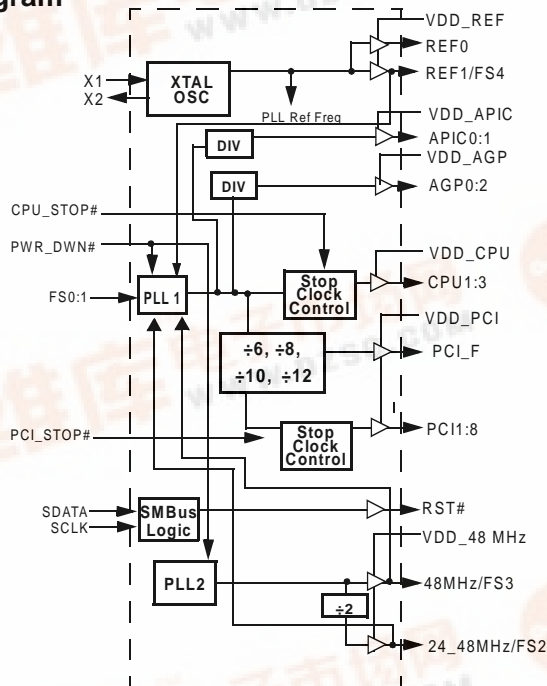 gram
VDD_REF
REF0
X1
X2
XTAL
OSC
REF1/FS4
PLL Ref Freq
VDD_APIC
DIV
APIC0:1
VDD_AGP
DIV
AGP0:2
CPU_STOP#
PWR_DWN#
VDD_CPU
FS0:1
PLL 1
Stop
Clock
Control
CPU1:3
VDD_PCI
÷6, ÷8,
÷10, ÷12
PCI_F
PCI_STOP#
Stop
Clock
Control
PCI1:8
SDATA
SCLK
SMBus
Logic
RST#
VDD_48 MHz
PLL2
48MHz/FS3
÷2
24_48MHz/FS2